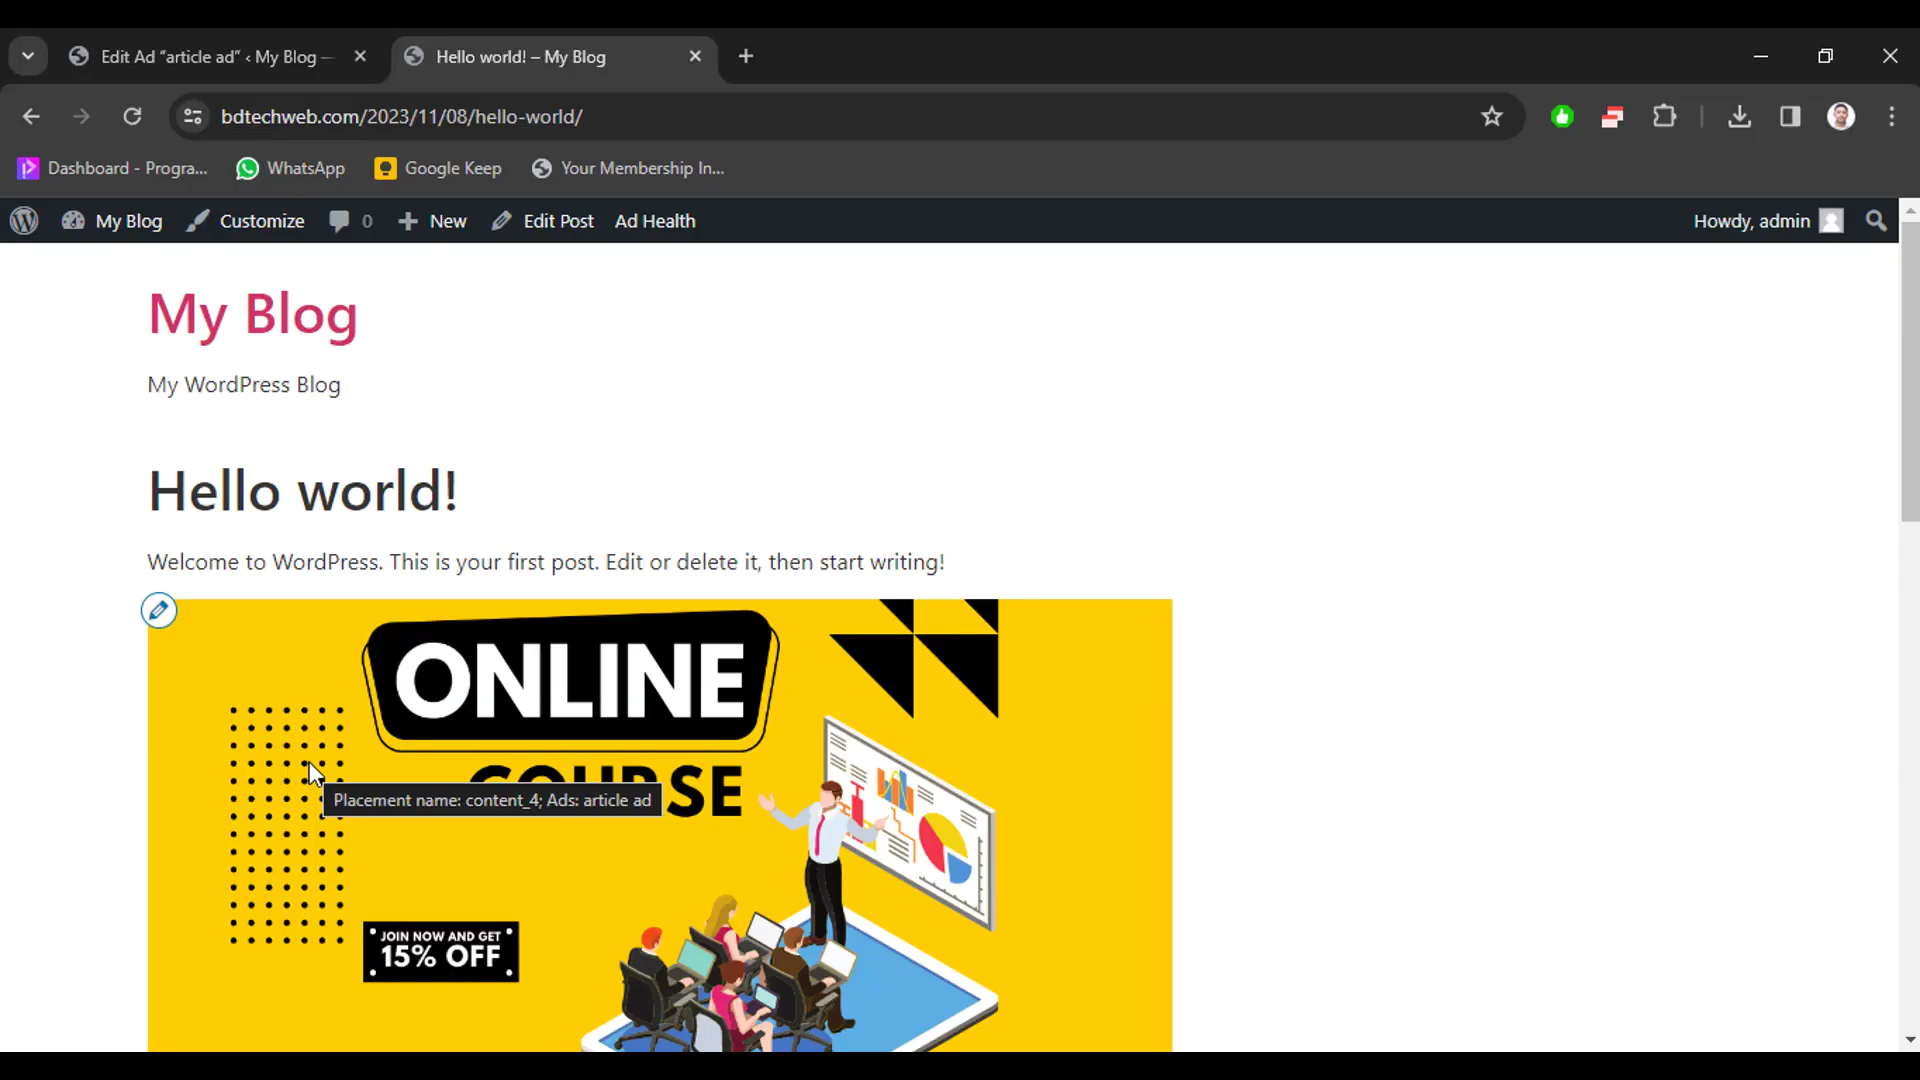 Edit Ad “article ad” ‹ My Blog —
Hello world! – My Blog
bdtechweb.com/2023/11/08/hello-world/
Dashboard - Progra...
WhatsApp
Google Keep
Your Membership In...
My Blog
Customize
0
New
Edit Post
Ad Health
Howdy, admin
My Blog
My WordPress Blog
Hello world!
Welcome to WordPress. This is your first post. Edit or delete it, then start writing!
ONLINE
COURSE
Placement name: content_4; Ads: article ad
JOIN NOW AND GET
15% OFF